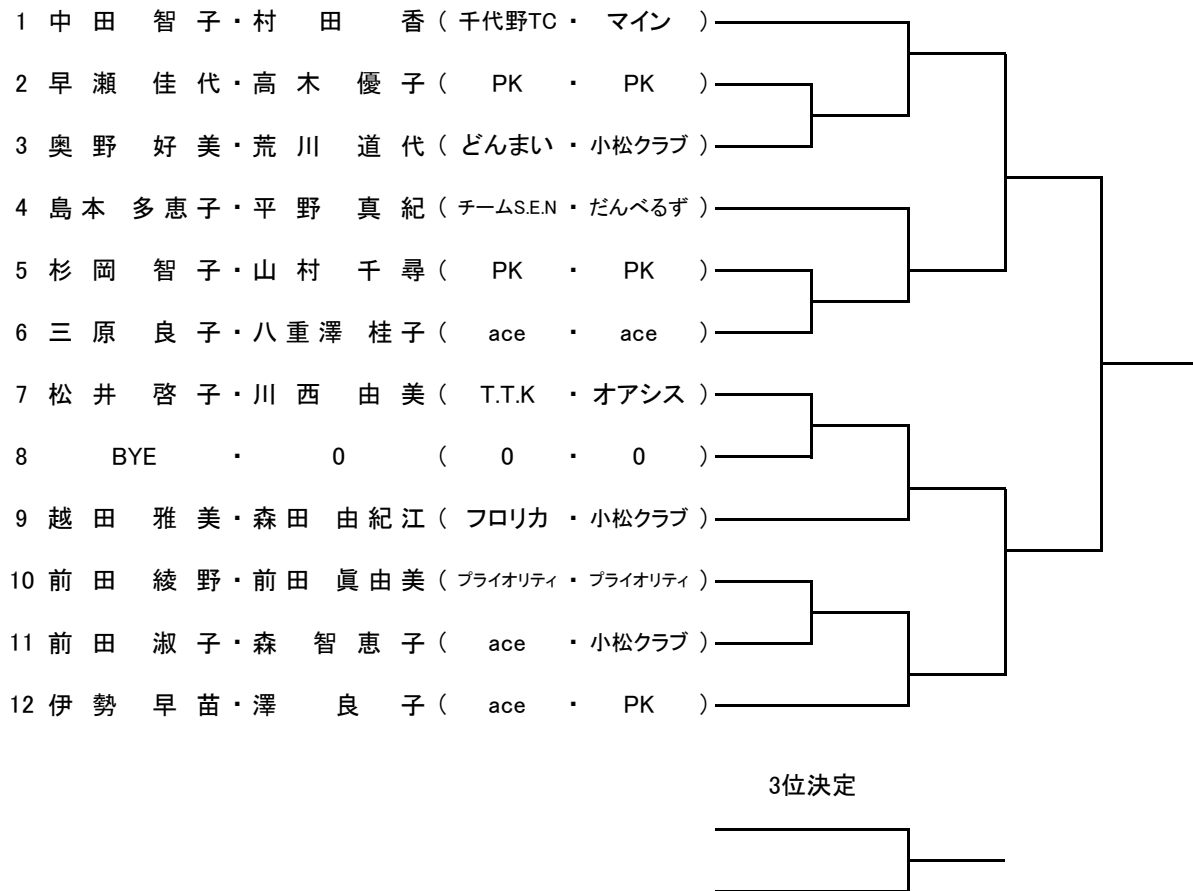 1 中田 智子・村田 香 ( 千代野TC ・ マイン )
2 早瀬 佳代・高木 優子 ( PK ・ PK )
3 奥野 好美・荒川 道代 ( どんまい ・ 小松クラブ )
4 島本 多恵子・平野 真紀 ( チームS.E.N ・ だんべるず )
5 杉岡 智子・山村 千尋 ( PK ・ PK )
6 三原 良子・八重澤 桂子 ( ace ・ ace )
7 松井 啓子・川西 由美 ( T.T.K ・ オアシス )
8 BYE ・ 0 ( 0 ・ 0 )
9 越田 雅美・森田 由紀江 ( フロリカ ・ 小松クラブ )
10 前田 綾野・前田 眞由美 ( プライオリティ ・ プライオリティ )
11 前田 淑子・森 智恵子 ( ace ・ 小松クラブ )
12 伊勢 早苗・澤 良子 ( ace ・ PK )
3位決定